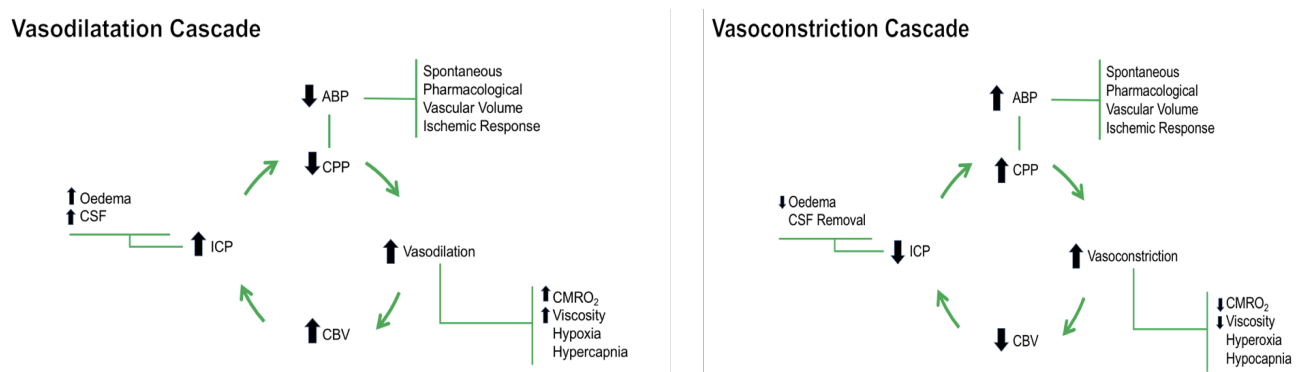 Vasodilatation Cascade
ABP
Spontaneous
Pharmacological
Vascular Volume
Ischemic Response
CPP
Oedema
CSF
ICP
Vasodilation
CMRO₂
Viscosity
Hypoxia
Hypercapnia
CBV
Vasoconstriction Cascade
ABP
Spontaneous
Pharmacological
Vascular Volume
Ischemic Response
CPP
Oedema
CSF Removal
ICP
Vasoconstriction
CMRO₂
Viscosity
Hyperoxia
Hypocapnia
CBV